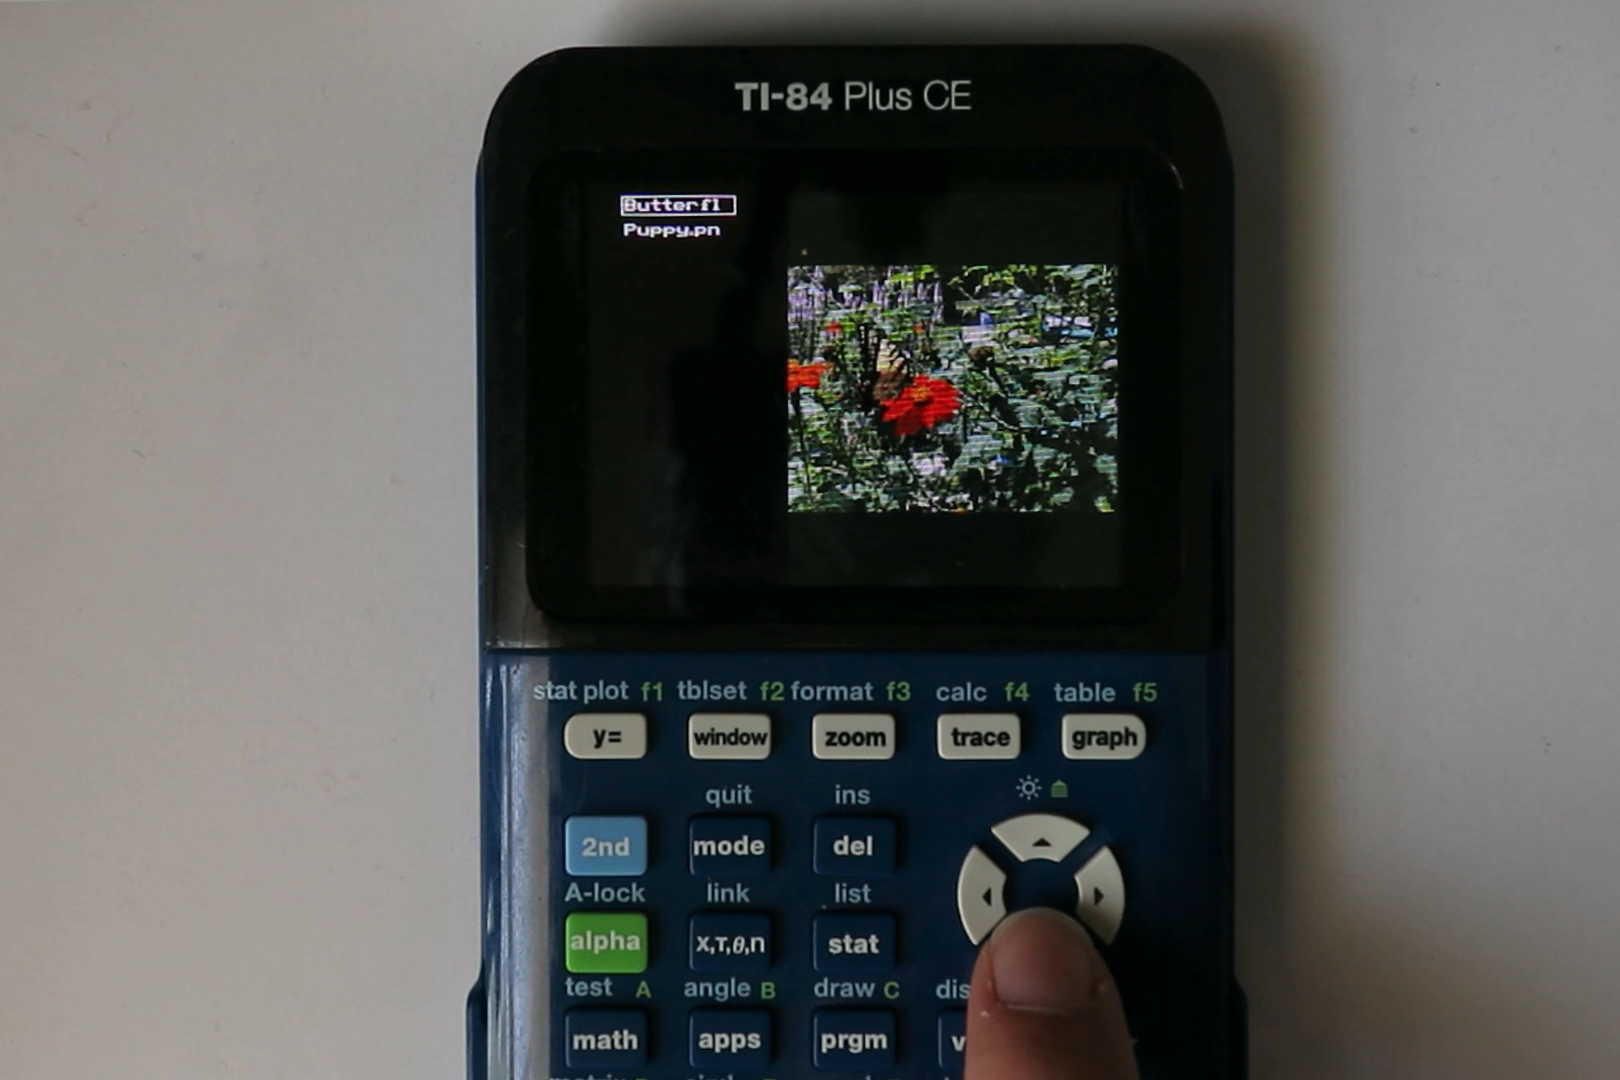 TI-84 Plus CE
Butterfl
Puppy.pn
stat plot f1 tblset f2 format f3 calc f4 table f5
y= window zoom trace graph
quit ins
2nd mode del
A-lock link list
alpha X,T,θ,n stat
test A angle B draw C
math apps prgm